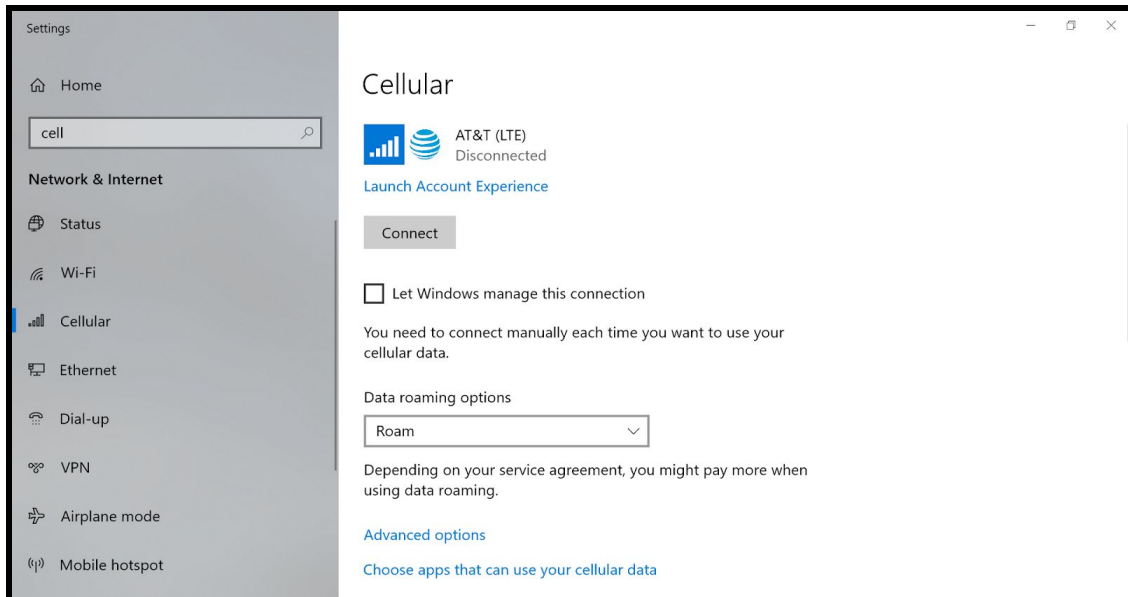 Settings
Home
cell
Network & Internet
Status
Wi-Fi
Cellular
Ethernet
Dial-up
VPN
Airplane mode
Mobile hotspot
Cellular
AT&T (LTE)
Disconnected
Launch Account Experience
Connect
Let Windows manage this connection
You need to connect manually each time you want to use your
cellular data.
Data roaming options
Roam
Depending on your service agreement, you might pay more when
using data roaming.
Advanced options
Choose apps that can use your cellular data